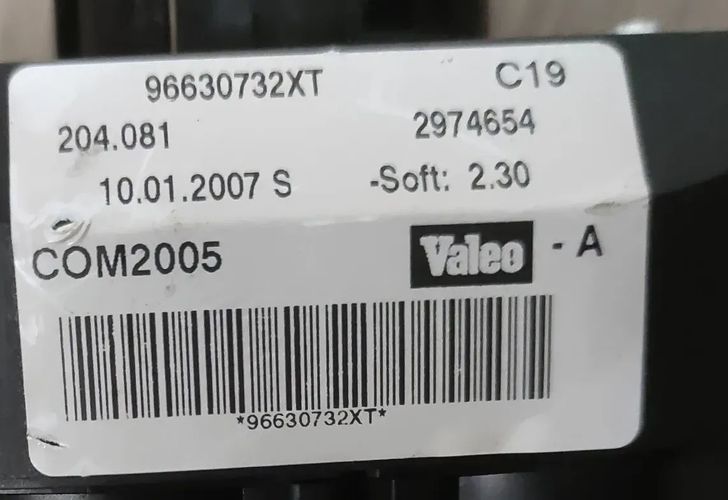 96630732XT C19
204.081 2974654
10.01.2007 S -Soft: 2.30
COM2005 Valeo - A
*96630732XT*